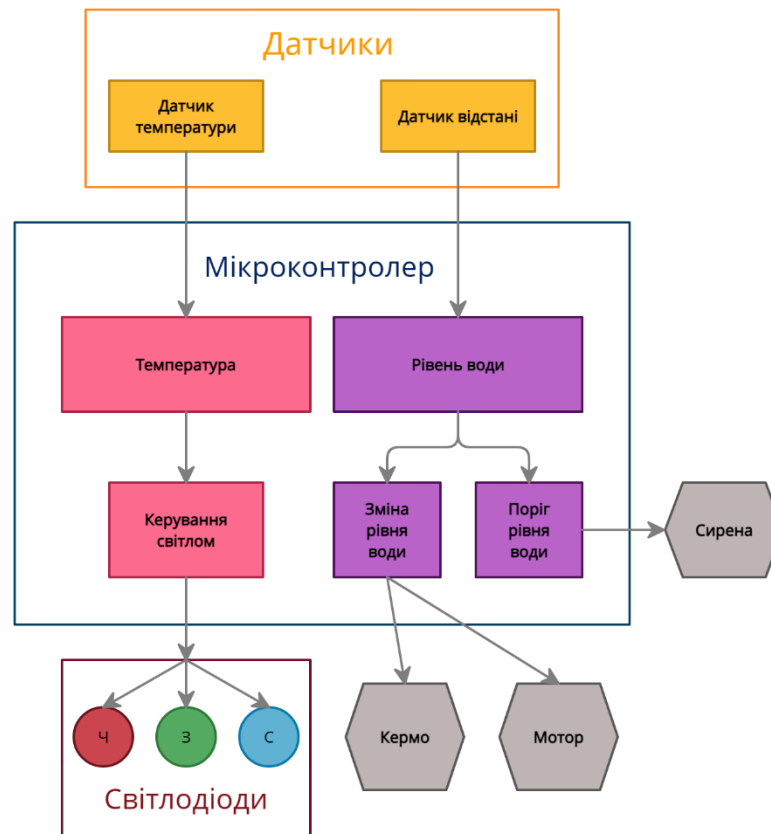 Датчики
Датчик
температури
Датчик відстані
Мікроконтролер
Температура
Рівень води
Керування
світлом
Зміна
рівня
води
Поріг
рівня
води
Сирена
Ч
З
С
Світлодіоди
Кермо
Мотор